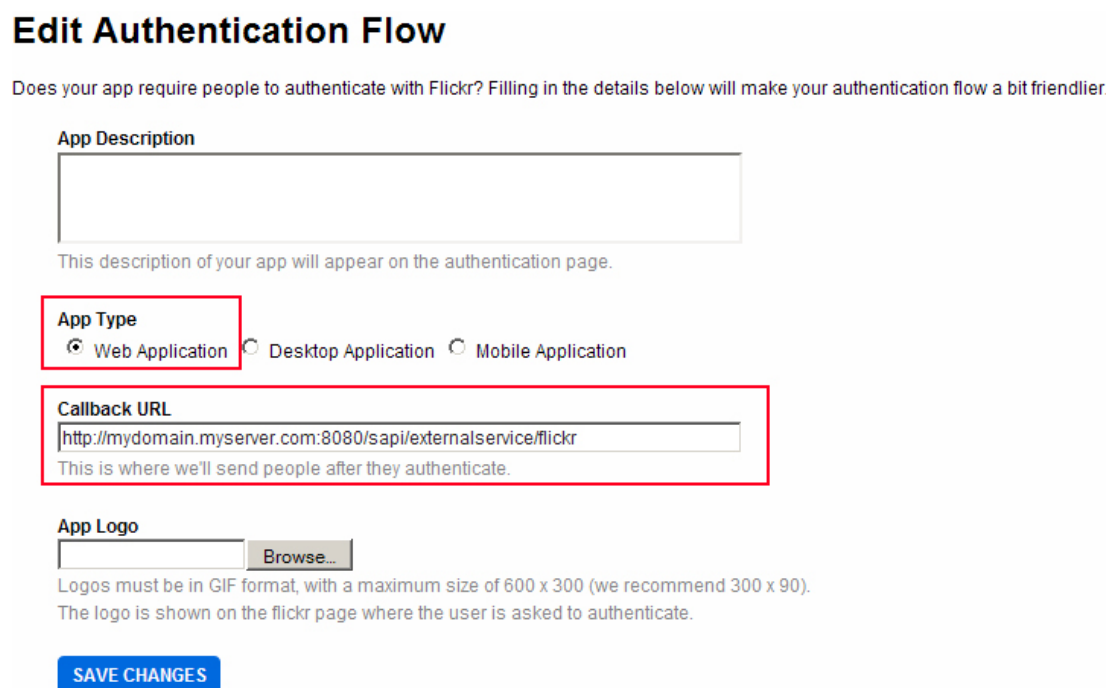 Edit Authentication Flow
Does your app require people to authenticate with Flickr? Filling in the details below will make your authentication flow a bit friendlier.
App Description
This description of your app will appear on the authentication page.
App Type
Web Application Desktop Application Mobile Application
Callback URL
http://mydomain.myserver.com:8080/sapi/externalservice/flickr
This is where we'll send people after they authenticate.
App Logo
Browse...
Logos must be in GIF format, with a maximum size of 600 x 300 (we recommend 300 x 90).
The logo is shown on the flickr page where the user is asked to authenticate.
SAVE CHANGES